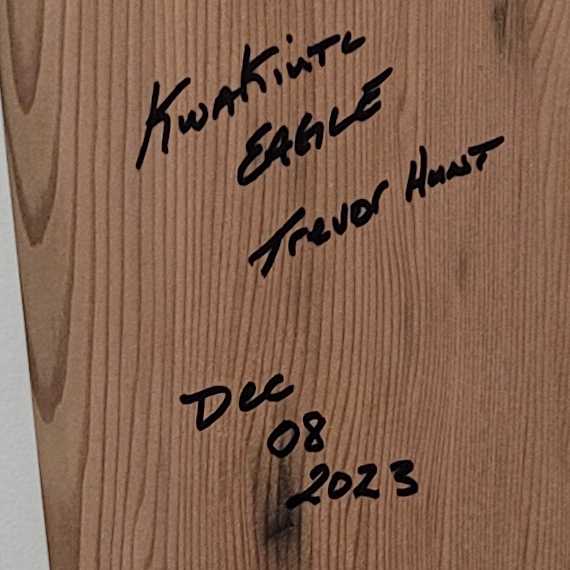 KwaKiutl
EAGLE
Trevor Hunt
Dec
08
2023